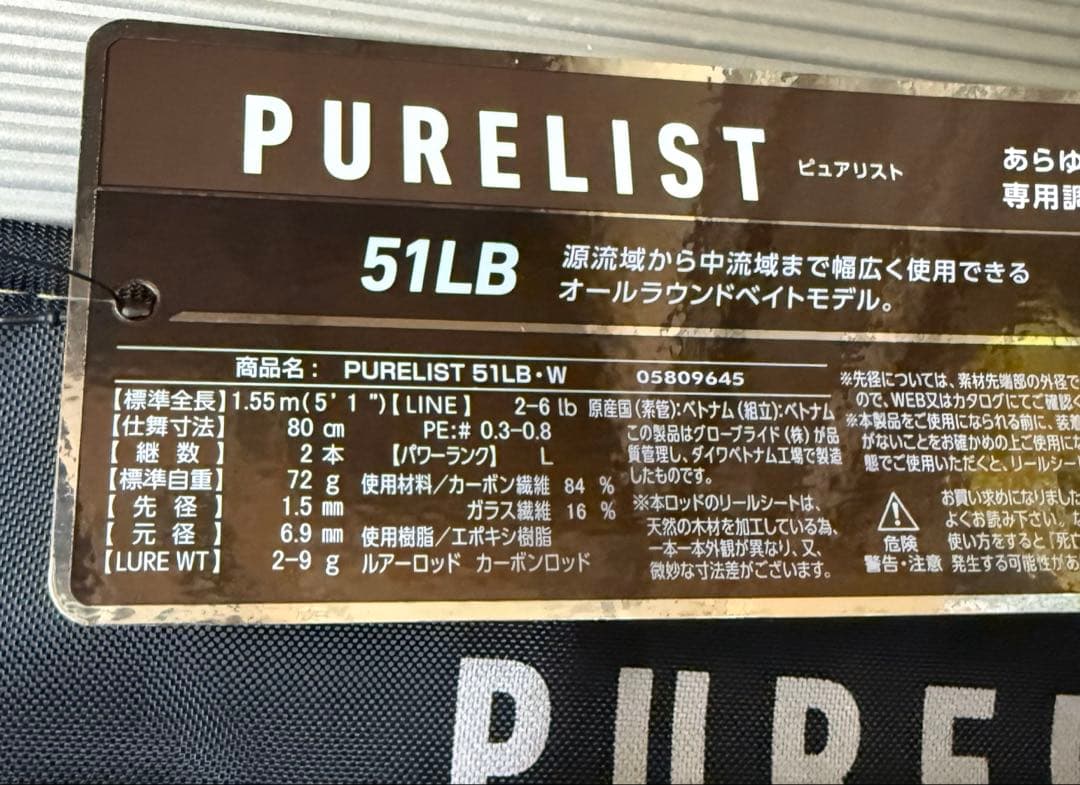 PURELIST ピュアリスト
あらゆ
専用調
51LB
源流域から中流域まで幅広く使用できる
オールラウンドベイトモデル。
商品名： PURELIST 51LB・W 05809645
【標準全長】1.55m(5'1")
【仕舞寸法】 80 cm
【継数】 2 本
【標準自重】 72 g
【先径】 1.5 mm
【元径】 6.9 mm
【LURE WT】 2-9 g
【LINE】 2-6 lb
PE:# 0.3-0.8
【パワーランク】 L
使用材料/カーボン繊維 84 %
ガラス繊維 16 %
使用樹脂/エポキシ樹脂
ルアーロッド カーボンロッド
原産国(素管):ベトナム(組立):ベトナム
この製品はグローブライド(株)が品
質管理し、ダイワベトナム工場で製造
したものです。
※本ロッドのリールシートは、
天然の木材を加工している為、
一本一本外観が異なり、又、
微妙な寸法差がございます。
※先径については、素材先端部の外径で
ので、WEB又はカタログにてご確認く
※本製品をご使用になられる前に、装着
がないことをお確かめの上ご使用にな
態でご使用いただくと、リールシー
危険
警告・注意
お買い求めになりました
よくお読み下さい。
使い方をすると「死亡
発生する可能性があ
PURE